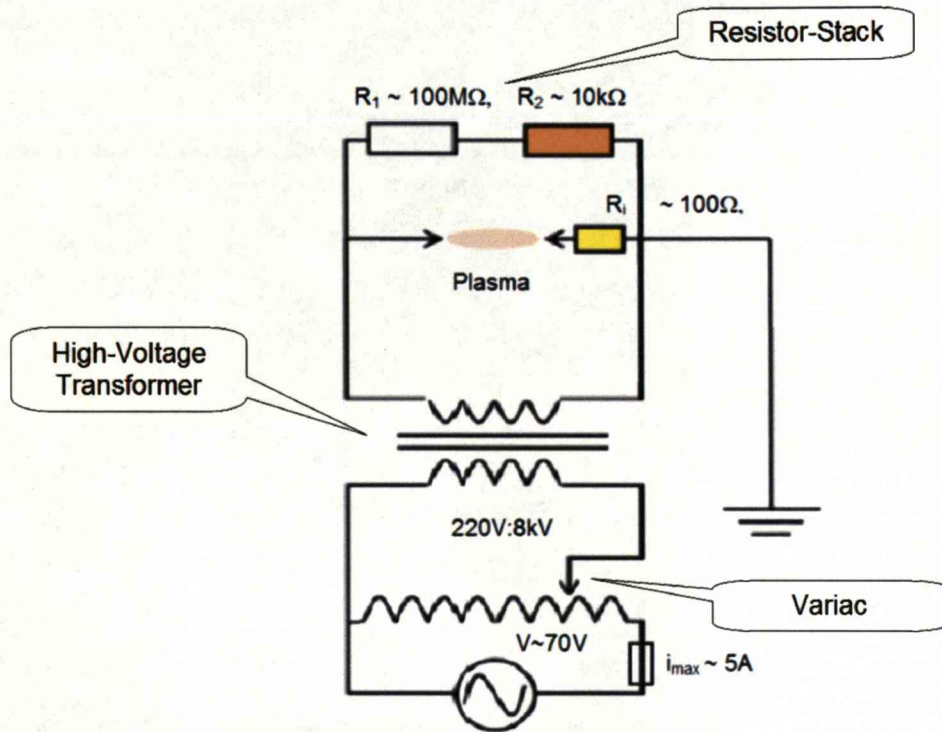 Resistor-Stack
R₁ ~ 100MΩ, R₂ ~ 10kΩ
Rᵢ ~ 100Ω,
Plasma
High-Voltage
Transformer
220V:8kV
Variac
V~70V
iₘₐₓ ~ 5A